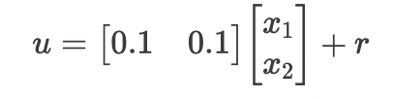 u = [0.1 0.1] [x₁ x₂] + r